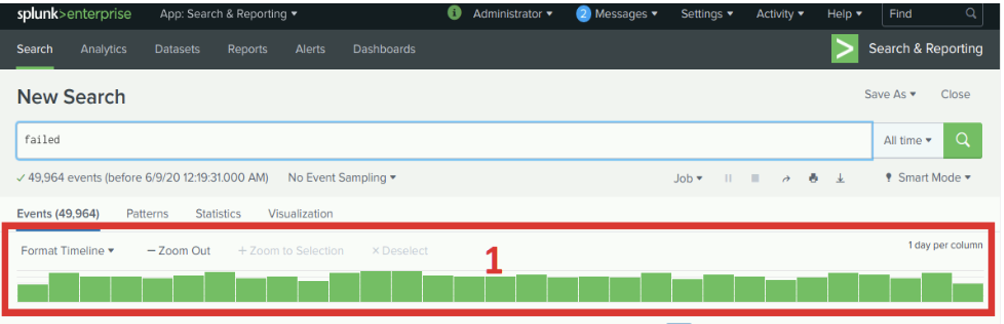 splunk>enterprise App: Search & Reporting ▾ i Administrator ▾ 2 Messages ▾ Settings ▾ Activity ▾ Help ▾ Find
Search Analytics Datasets Reports Alerts Dashboards > Search & Reporting
New Search Save As ▾ Close
failed All time ▾
✓ 49,964 events (before 6/9/20 12:19:31.000 AM) No Event Sampling ▾ Job ▾ Smart Mode ▾
Events (49,964) Patterns Statistics Visualization
Format Timeline ▾ — Zoom Out + Zoom to Selection × Deselect 1 day per column
1